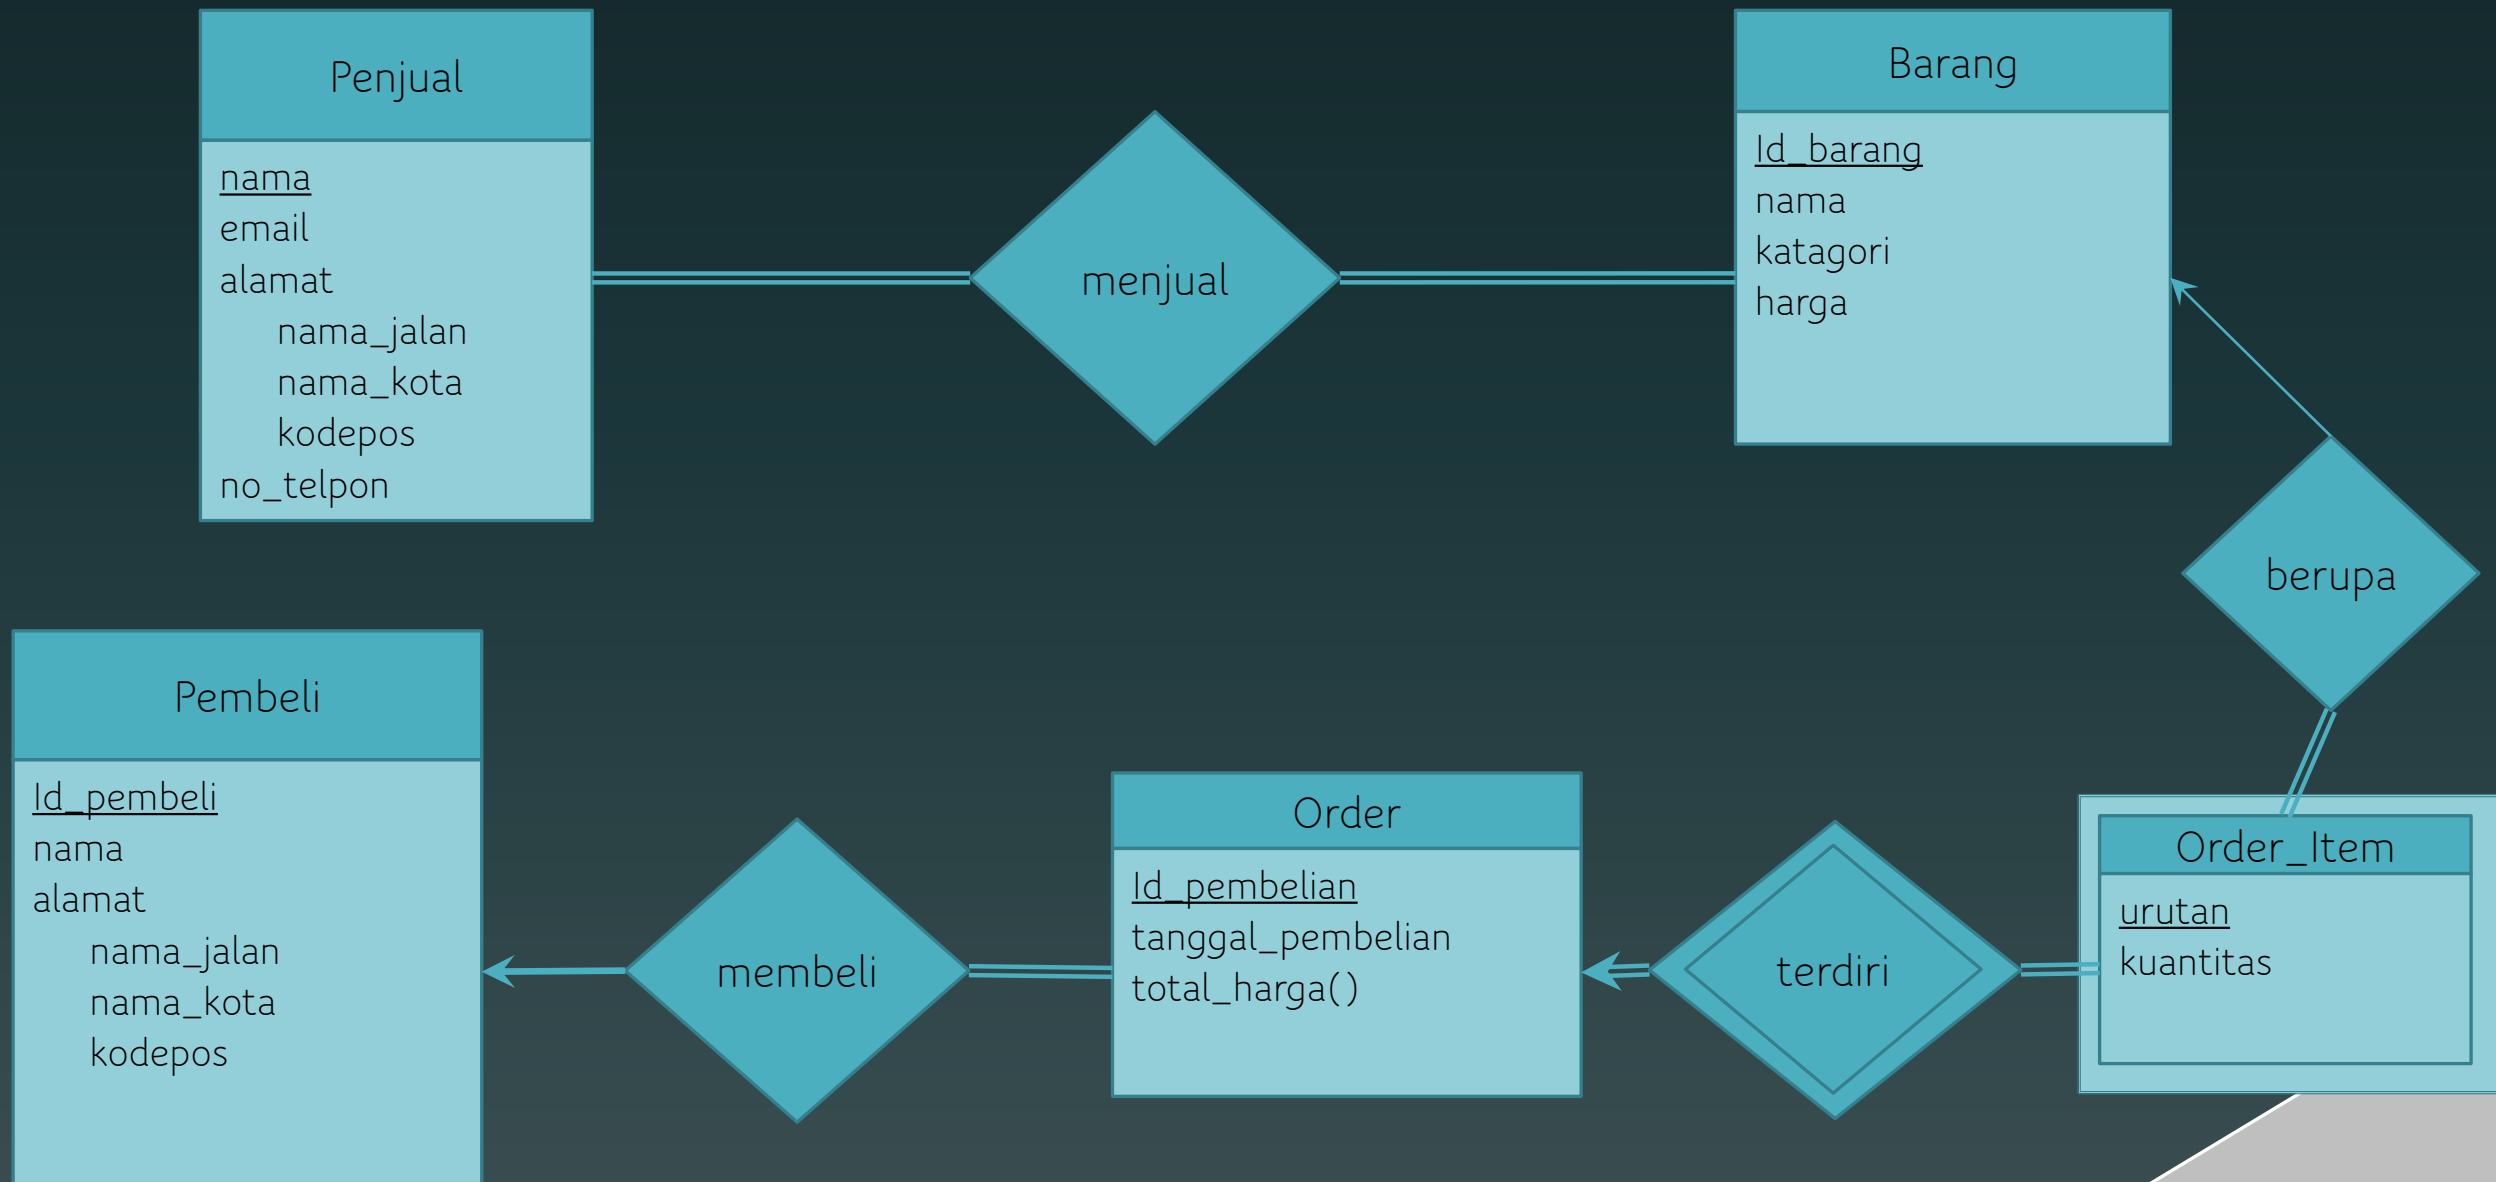 Penjual
nama
email
alamat
nama_jalan
nama_kota
kodepos
no_telpon
menjual
Barang
Id_barang
nama
katagori
harga
berupa
Pembeli
Id_pembeli
nama
alamat
nama_jalan
nama_kota
kodepos
membeli
Order
Id_pembelian
tanggal_pembelian
total_harga()
terdiri
Order_Item
urutan
kuantitas